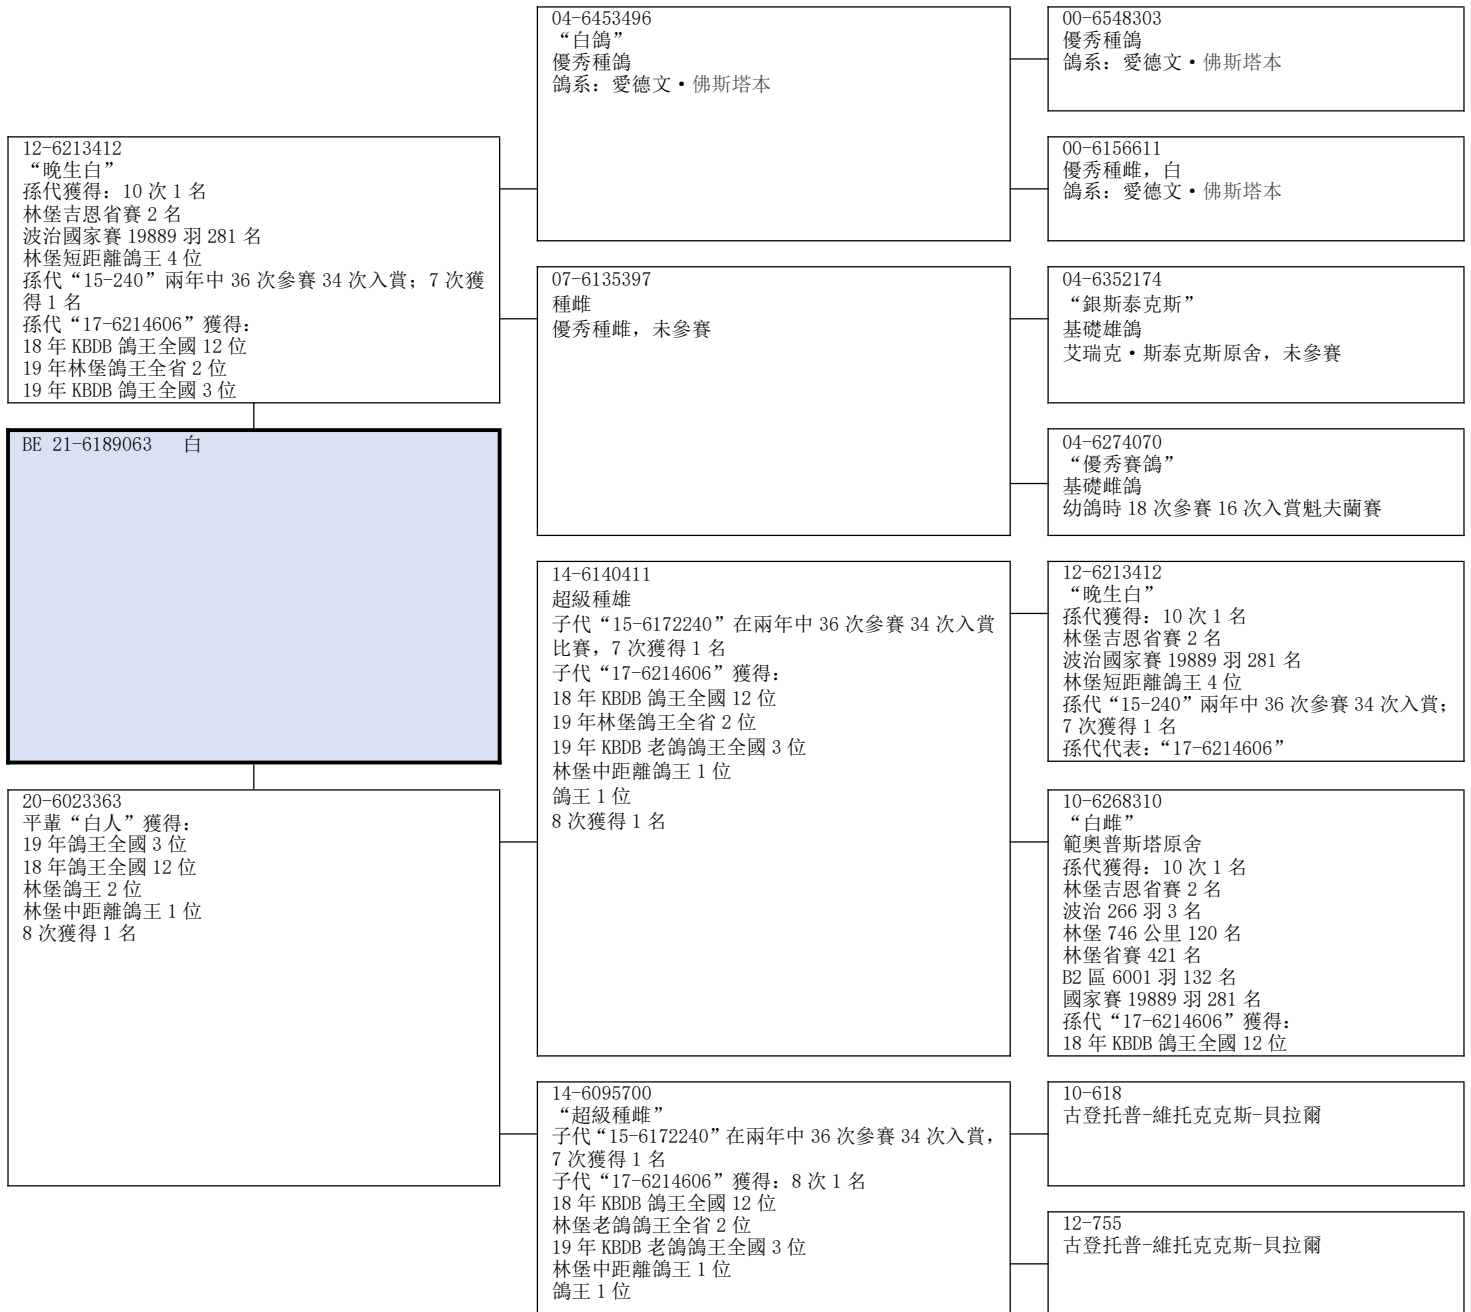 12-6213412
“晚生白”
孫代獲得：10 次 1 名
林堡吉恩省賽 2 名
波治國家賽 19889 羽 281 名
林堡短距離鴿王 4 位
孫代“15-240”兩年中 36 次參賽 34 次入賞；7 次獲
得 1 名
孫代“17-6214606”獲得：
18 年 KBDB 鴿王全國 12 位
19 年林堡鴿王全省 2 位
19 年 KBDB 鴿王全國 3 位
BE 21-6189063 白
20-6023363
平輩“白人”獲得：
19 年鴿王全國 3 位
18 年鴿王全國 12 位
林堡鴿王 2 位
林堡中距離鴿王 1 位
8 次獲得 1 名
04-6453496
“白鴿”
優秀種鴿
鴿系：愛德文·佛斯塔本
07-6135397
種雌
優秀種雌，未參賽
14-6140411
超級種雄
子代“15-6172240”在兩年中 36 次參賽 34 次入賞
比賽，7 次獲得 1 名
子代“17-6214606”獲得：
18 年 KBDB 鴿王全國 12 位
19 年林堡鴿王全省 2 位
19 年 KBDB 老鴿鴿王全國 3 位
林堡中距離鴿王 1 位
鴿王 1 位
8 次獲得 1 名
14-6095700
“超級種雌”
子代“15-6172240”在兩年中 36 次參賽 34 次入賞，
7 次獲得 1 名
子代“17-6214606”獲得：8 次 1 名
18 年 KBDB 鴿王全國 12 位
林堡老鴿鴿王全省 2 位
19 年 KBDB 老鴿鴿王全國 3 位
林堡中距離鴿王 1 位
鴿王 1 位
00-6548303
優秀種鴿
鴿系：愛德文·佛斯塔本
00-6156611
優秀種雌，白
鴿系：愛德文·佛斯塔本
04-6352174
“銀斯泰克斯”
基礎雄鴿
艾瑞克·斯泰克斯原舍，未參賽
04-6274070
“優秀賽鴿”
基礎雌鴿
幼鴿時 18 次參賽 16 次入賞魁夫蘭賽
12-6213412
“晚生白”
孫代獲得：10 次 1 名
林堡吉恩省賽 2 名
波治國家賽 19889 羽 281 名
林堡短距離鴿王 4 位
孫代“15-240”兩年中 36 次參賽 34 次入賞；
7 次獲得 1 名
孫代代表：“17-6214606”
10-6268310
“白雌”
範奧普斯塔原舍
孫代獲得：10 次 1 名
林堡吉恩省賽 2 名
波治 266 羽 3 名
林堡 746 公里 120 名
林堡省賽 421 名
B2 區 6001 羽 132 名
國家賽 19889 羽 281 名
孫代“17-6214606”獲得：
18 年 KBDB 鴿王全國 12 位
10-618
古登托普-維托克克斯-貝拉爾
12-755
古登托普-維托克克斯-貝拉爾